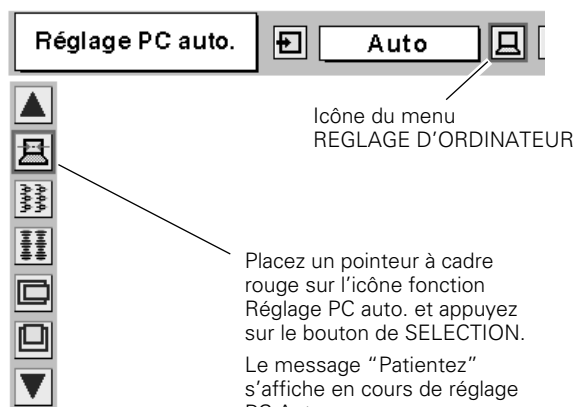 Réglage PC auto.
Auto
Icône du menu
REGLAGE D'ORDINATEUR
Placez un pointeur à cadre
rouge sur l'icône fonction
Réglage PC auto. et appuyez
sur le bouton de SELECTION.
Le message “Patientez”
s'affiche en cours de réglage